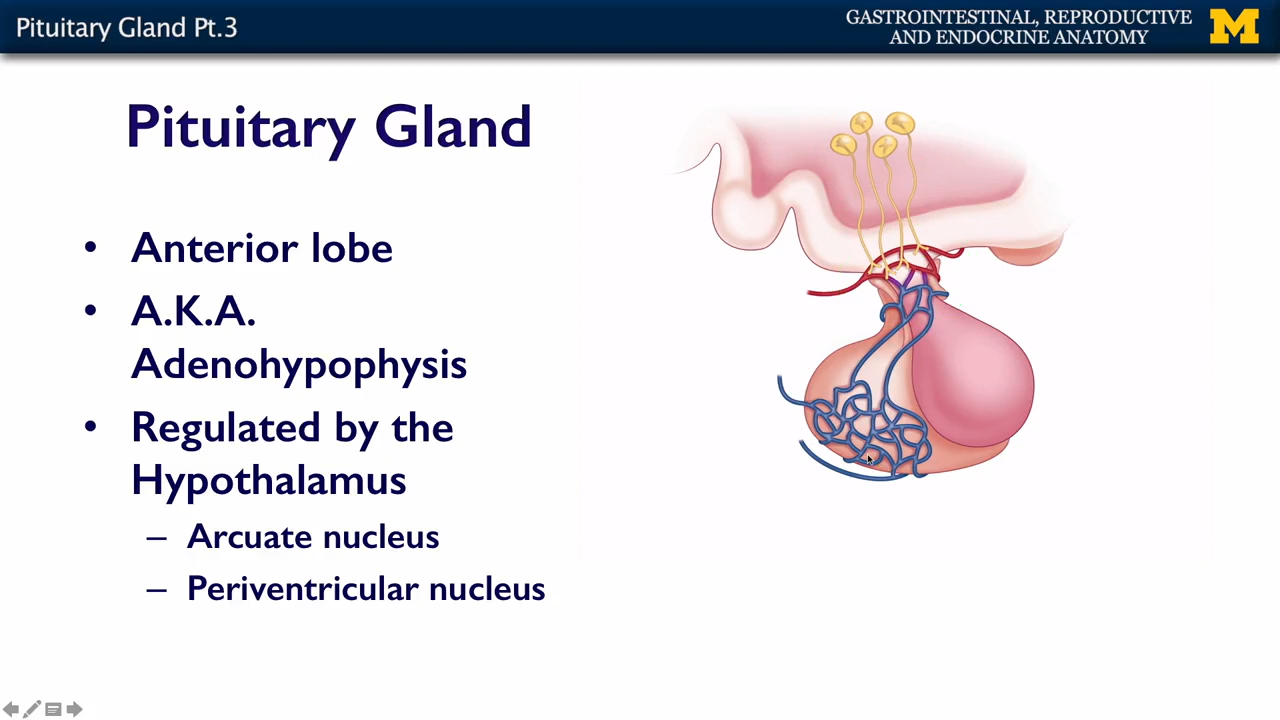 Pituitary Gland Pt.3
GASTROINTESTINAL, REPRODUCTIVE
AND ENDOCRINE ANATOMY
M
Pituitary Gland
• Anterior lobe
• A.K.A.
Adenohypophysis
• Regulated by the
Hypothalamus
– Arcuate nucleus
– Periventricular nucleus